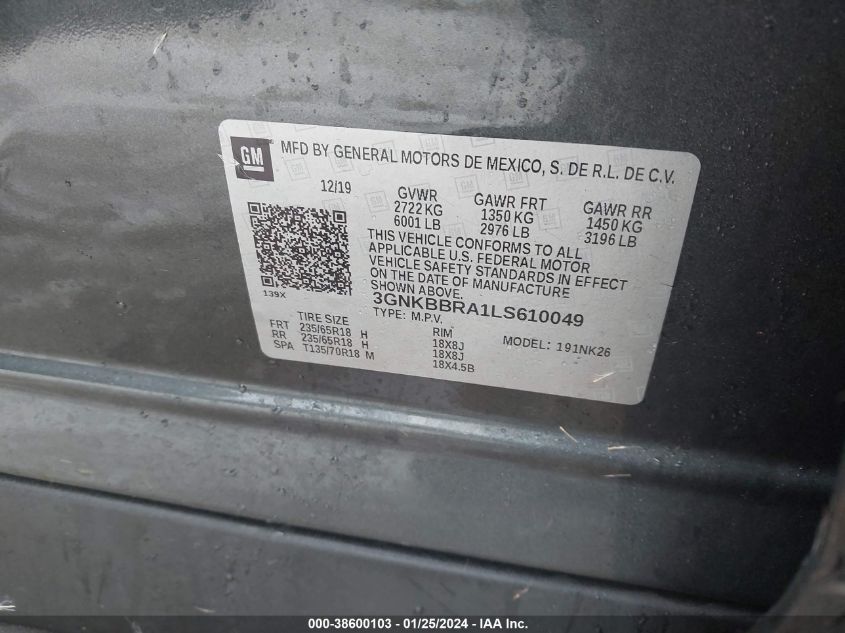 GM
MFD BY GENERAL MOTORS DE MEXICO, S. DE R.L. DE C.V.
12/19
GVWR
2722 KG
6001 LB
GAWR FRT
1350 KG
2976 LB
GAWR RR
1450 KG
3196 LB
THIS VEHICLE CONFORMS TO ALL
APPLICABLE U.S. FEDERAL MOTOR
VEHICLE SAFETY STANDARDS IN EFFECT
ON THE DATE OF MANUFACTURE
SHOWN ABOVE.
139X
3GNKBBRA1LS610049
TYPE: M.P.V.
MODEL: 191NK26
TIRE SIZE RIM
FRT 235/65R18 H 18X8J
RR 235/65R18 H 18X8J
SPA T135/70R18 M 18X4.5B
000-38600103 - 01/25/2024 - IAA Inc.